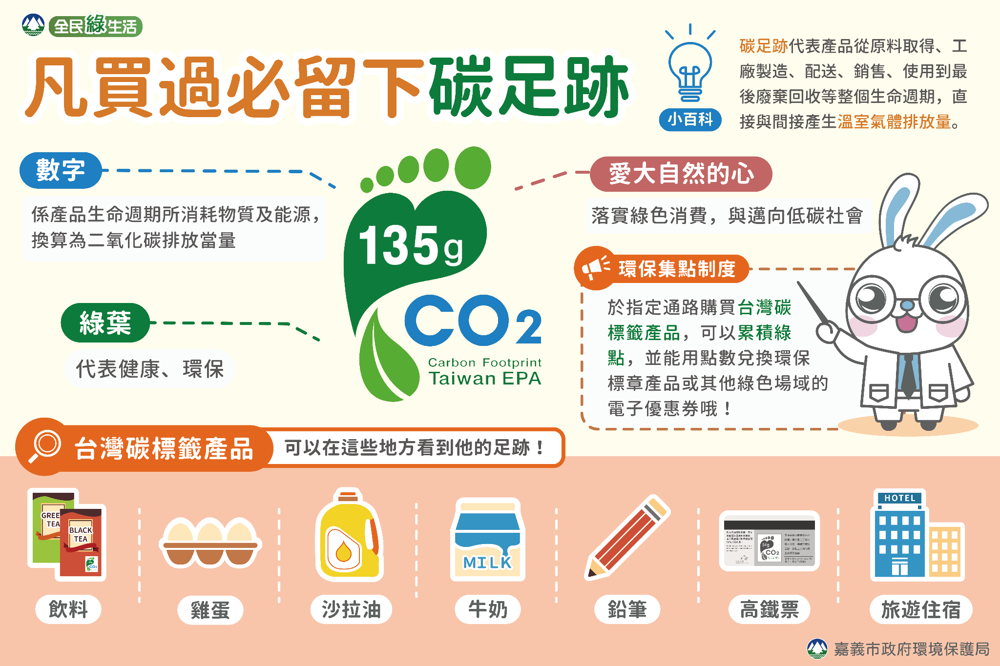 全民綠生活
凡買過必留下碳足跡
小百科
碳足跡代表產品從原料取得、工
廠製造、配送、銷售、使用到最
後廢棄回收等整個生命週期，直
接與間接產生溫室氣體排放量。
數字
係產品生命週期所消耗物質及能源，
換算為二氧化碳排放當量
綠葉
代表健康、環保
135g
CO2
Carbon Footprint
Taiwan EPA
愛大自然的心
落實綠色消費，與邁向低碳社會
環保集點制度
於指定通路購買台灣碳
標籤產品，可以累積綠
點，並能用點數兌換環保
標章產品或其他綠色場域的
電子優惠券哦！
台灣碳標籤產品
可以在這些地方看到他的足跡！
GREE
TEA
BLACK
TEA
CO2
飲料
雞蛋
沙拉油
MILK
牛奶
鉛筆
34g
CO2
Taiwan EPA
高鐵票
HOTEL
旅遊住宿
嘉義市政府環境保護局